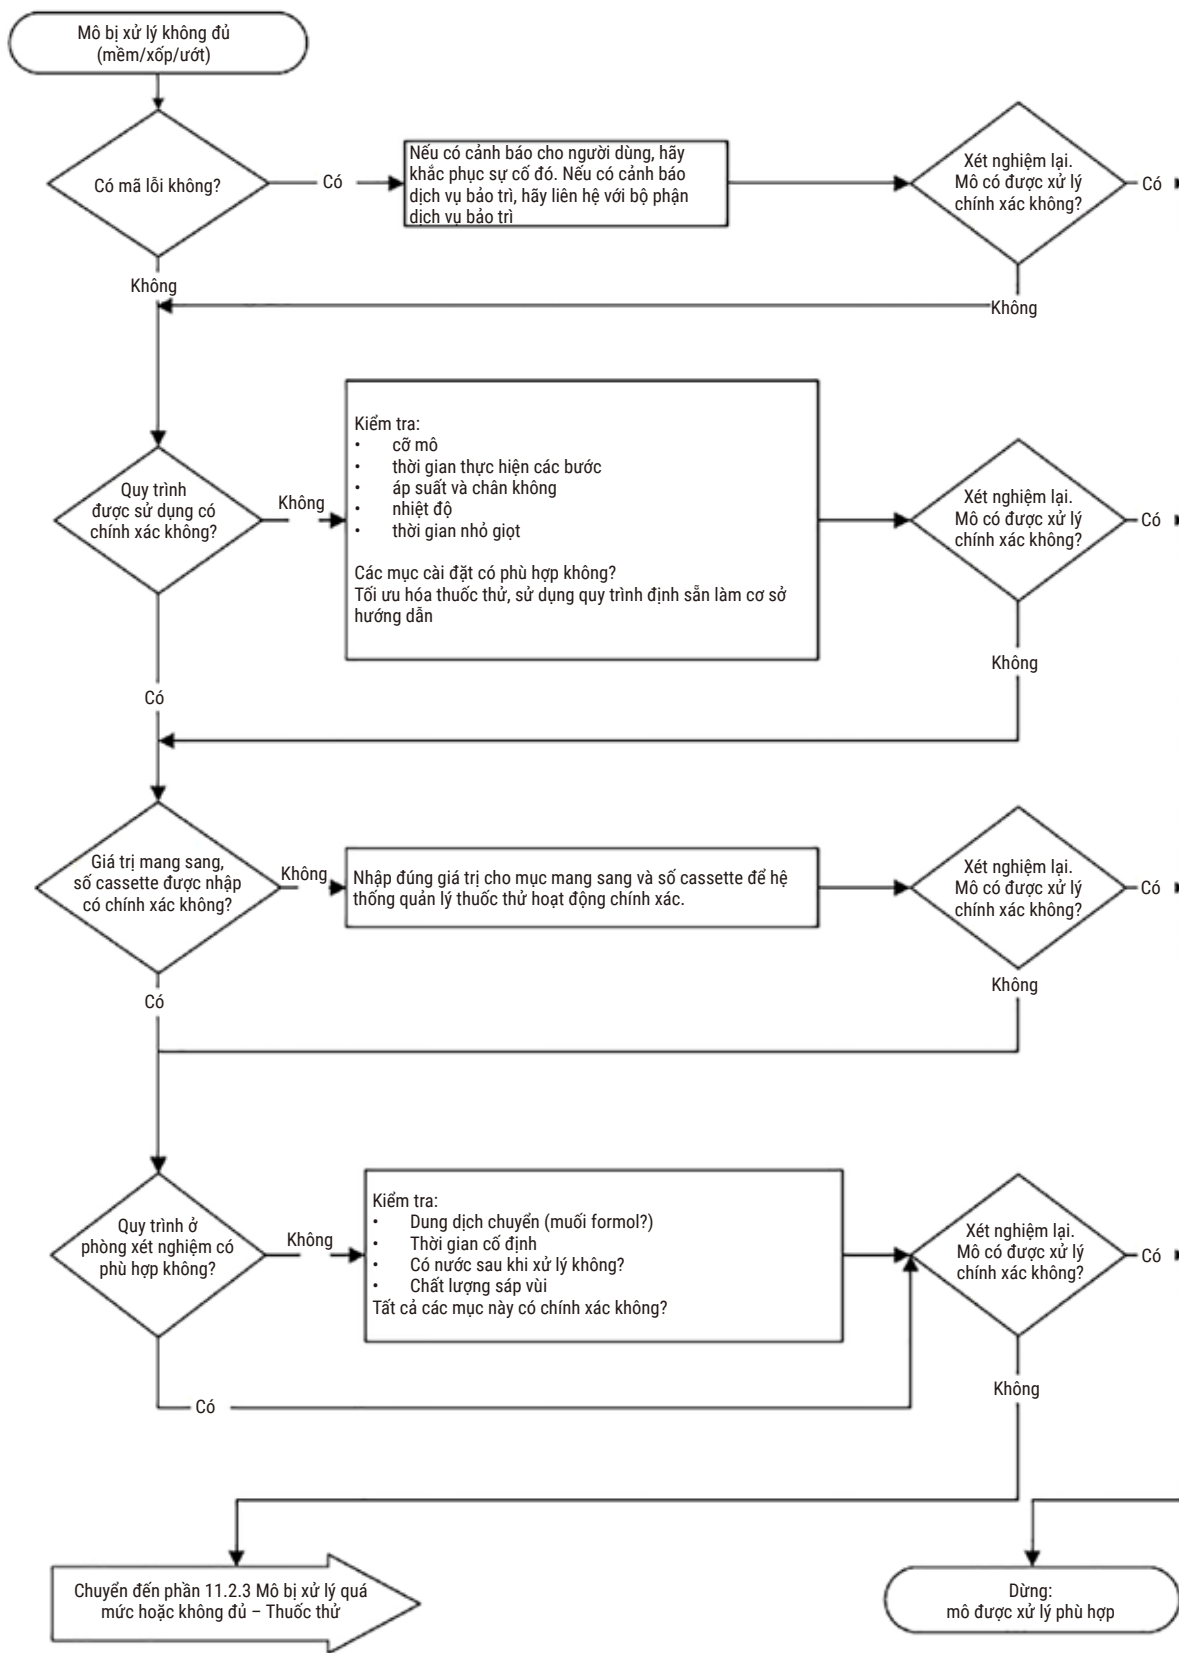 Mô bị xử lý không đủ
(mềm/xốp/ướt)
Có mã lỗi không?
Có
Nếu có cảnh báo cho người dùng, hãy
khắc phục sự cố đó. Nếu có cảnh báo
dịch vụ bảo trì, hãy liên hệ với bộ phận
dịch vụ bảo trì
Xét nghiệm lại.
Mô có được xử lý
chính xác không?
Có
Không
Không
Quy trình
được sử dụng có
chính xác không?
Không
Kiểm tra:
• cỡ mô
• thời gian thực hiện các bước
• áp suất và chân không
• nhiệt độ
• thời gian nhỏ giọt
Các mục cài đặt có phù hợp không?
Tối ưu hóa thuốc thử, sử dụng quy trình định sẵn làm cơ sở
hướng dẫn
Xét nghiệm lại.
Mô có được xử lý
chính xác không?
Có
Không
Có
Giá trị mang sang,
số cassette được nhập
có chính xác không?
Không
Nhập đúng giá trị cho mục mang sang và số cassette để hệ
thống quản lý thuốc thử hoạt động chính xác.
Xét nghiệm lại.
Mô có được xử lý
chính xác không?
Có
Không
Có
Quy trình ở
phòng xét nghiệm có
phù hợp không?
Không
Kiểm tra:
• Dung dịch chuyển (muối formol?)
• Thời gian cố định
• Có nước sau khi xử lý không?
• Chất lượng sáp vùi
Tất cả các mục này có chính xác không?
Xét nghiệm lại.
Mô có được xử lý
chính xác không?
Có
Không
Có
Chuyển đến phần 11.2.3 Mô bị xử lý quá
mức hoặc không đủ – Thuốc thử
Dừng:
mô được xử lý phù hợp